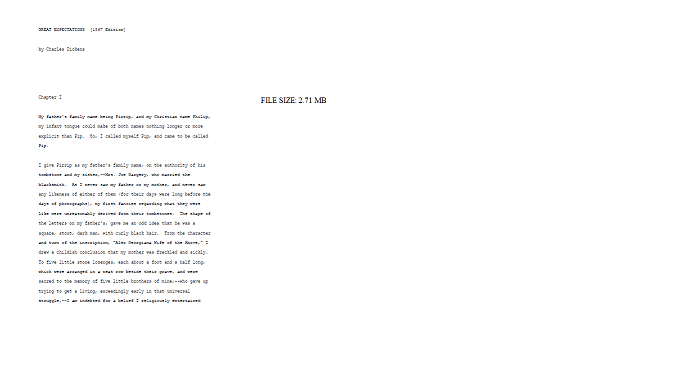 GREAT EXPECTATIONS [1867 Edition]
by Charles Dickens
Chapter I
FILE SIZE: 2.71 MB
My father's family name being Pirrip, and my Christian name Philip,
my infant tongue could make of both names nothing longer or more
explicit than Pip. So, I called myself Pip, and came to be called
Pip.
I give Pirrip as my father's family name, on the authority of his
tombstone and my sister,--Mrs. Joe Gargery, who married the
blacksmith. As I never saw my father or my mother, and never saw
any likeness of either of them (for their days were long before the
days of photographs), my first fancies regarding what they were
like were unreasonably derived from their tombstones. The shape of
the letters on my father's, gave me an odd idea that he was a
square, stout, dark man, with curly black hair. From the character
and turn of the inscription, "Also Georgiana Wife of the Above," I
drew a childish conclusion that my mother was freckled and sickly.
To five little stone lozenges, each about a foot and a half long,
which were arranged in a neat row beside their grave, and were
sacred to the memory of five little brothers of mine,--who gave up
trying to get a living, exceedingly early in that universal
struggle,--I am indebted for a belief I religiously entertained